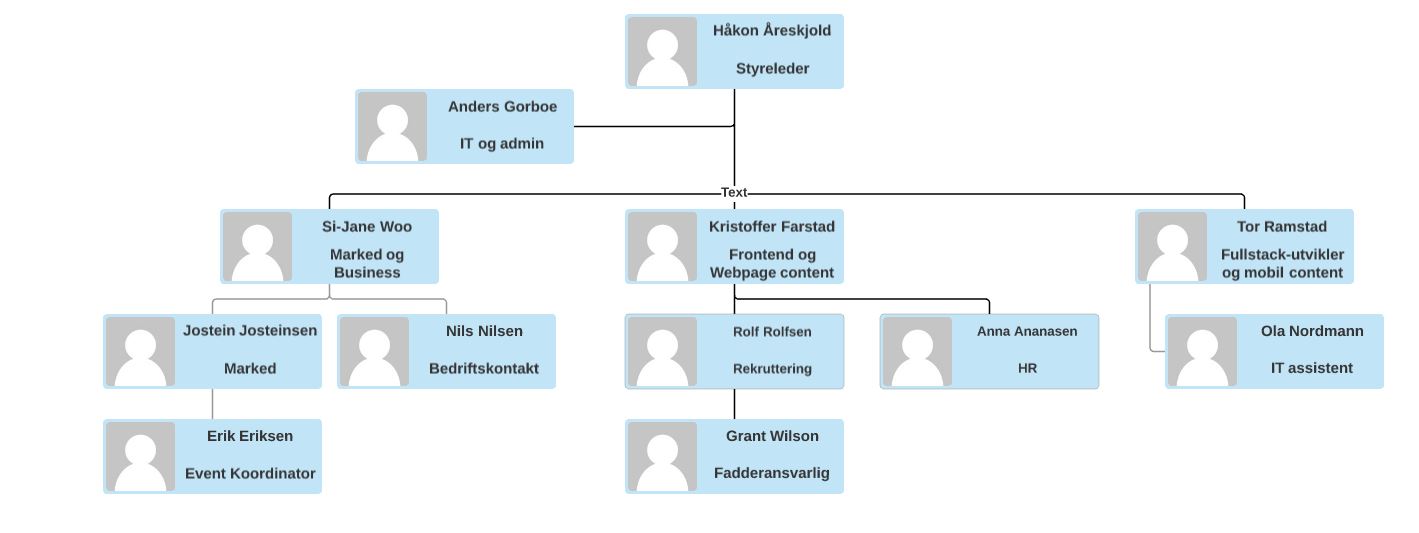 Håkon Åreskjold
Styreleder
Anders Gorboe
IT og admin
Text
Si-Jane Woo
Marked og
Business
Kristoffer Farstad
Frontend og
Webpage content
Tor Ramstad
Fullstack-utvikler
og mobil content
Jostein Josteinsen
Marked
Nils Nilsen
Bedriftskontakt
Rolf Rolfsen
Rekruttering
Anna Ananasen
HR
Ola Nordmann
IT assistent
Erik Eriksen
Event Koordinator
Grant Wilson
Fadderansvarlig